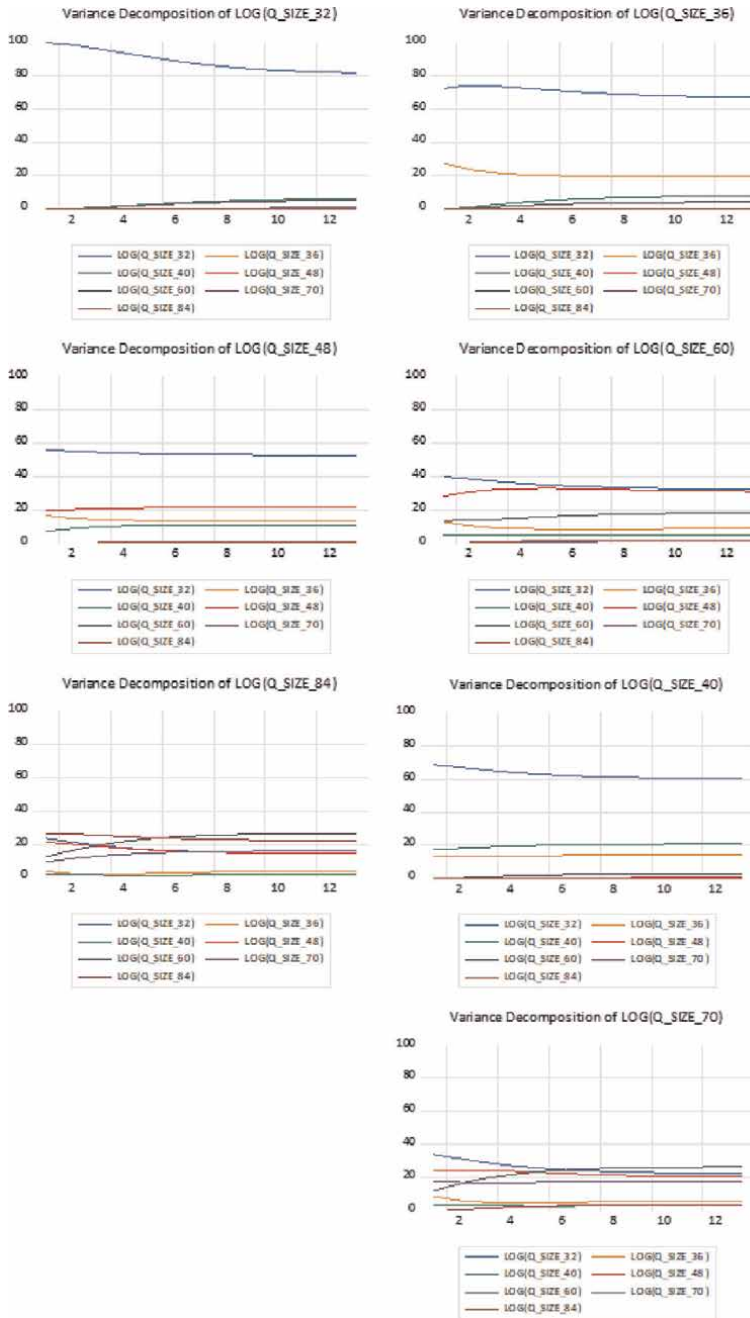 Variance Decomposition of LOG(Q_SIZE_32)
100
80
60
40
20
0
2 4 6 8 10 12
LOG(Q_SIZE_32) LOG(Q_SIZE_36)
LOG(Q_SIZE_40) LOG(Q_SIZE_48)
LOG(Q_SIZE_60) LOG(Q_SIZE_70)
LOG(Q_SIZE_84)
Variance Decomposition of LOG(Q_SIZE_36)
100
80
60
40
20
0
2 4 6 8 10 12
LOG(Q_SIZE_32) LOG(Q_SIZE_36)
LOG(Q_SIZE_40) LOG(Q_SIZE_48)
LOG(Q_SIZE_60) LOG(Q_SIZE_70)
LOG(Q_SIZE_84)
Variance Decomposition of LOG(Q_SIZE_48)
100
80
60
40
20
0
2 4 6 8 10 12
LOG(Q_SIZE_32) LOG(Q_SIZE_36)
LOG(Q_SIZE_40) LOG(Q_SIZE_48)
LOG(Q_SIZE_60) LOG(Q_SIZE_70)
LOG(Q_SIZE_84)
Variance Decomposition of LOG(Q_SIZE_60)
100
80
60
40
20
0
2 4 6 8 10 12
LOG(Q_SIZE_32) LOG(Q_SIZE_36)
LOG(Q_SIZE_40) LOG(Q_SIZE_48)
LOG(Q_SIZE_60) LOG(Q_SIZE_70)
LOG(Q_SIZE_84)
Variance Decomposition of LOG(Q_SIZE_84)
100
80
60
40
20
0
2 4 6 8 10 12
LOG(Q_SIZE_32) LOG(Q_SIZE_36)
LOG(Q_SIZE_40) LOG(Q_SIZE_48)
LOG(Q_SIZE_60) LOG(Q_SIZE_70)
LOG(Q_SIZE_84)
Variance Decomposition of LOG(Q_SIZE_40)
100
80
60
40
20
0
2 4 6 8 10 12
LOG(Q_SIZE_32) LOG(Q_SIZE_36)
LOG(Q_SIZE_40) LOG(Q_SIZE_48)
LOG(Q_SIZE_60) LOG(Q_SIZE_70)
LOG(Q_SIZE_84)
Variance Decomposition of LOG(Q_SIZE_70)
100
80
60
40
20
0
2 4 6 8 10 12
LOG(Q_SIZE_32) LOG(Q_SIZE_36)
LOG(Q_SIZE_40) LOG(Q_SIZE_48)
LOG(Q_SIZE_60) LOG(Q_SIZE_70)
LOG(Q_SIZE_84)